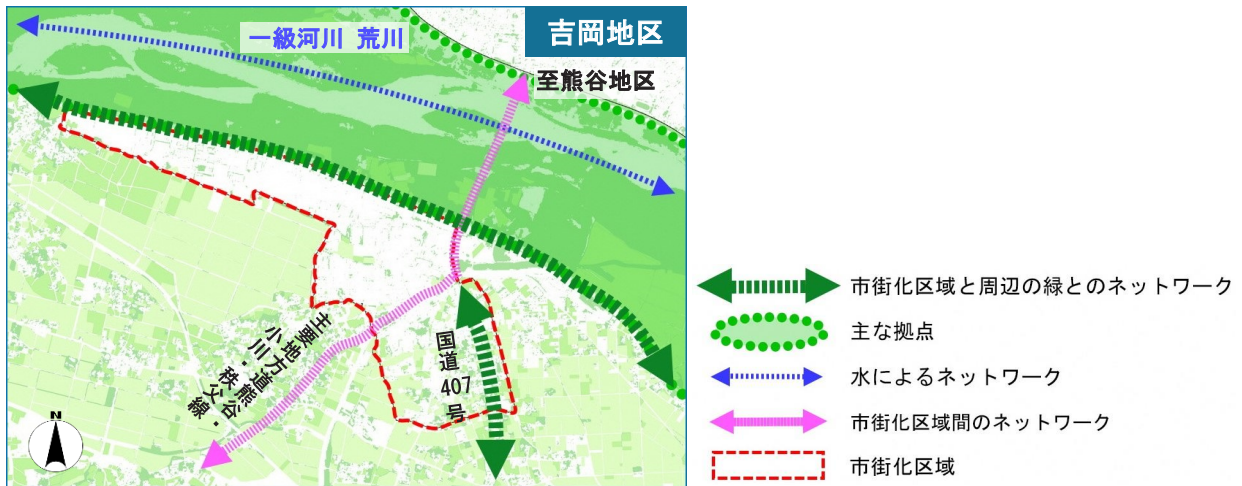 吉岡地区
一級河川 荒川
至熊谷地区
主要地方道熊谷・
小川・秩父線
国道407号
N
市街化区域と周辺の緑とのネットワーク
主な拠点
水によるネットワーク
市街化区域間のネットワーク
市街化区域